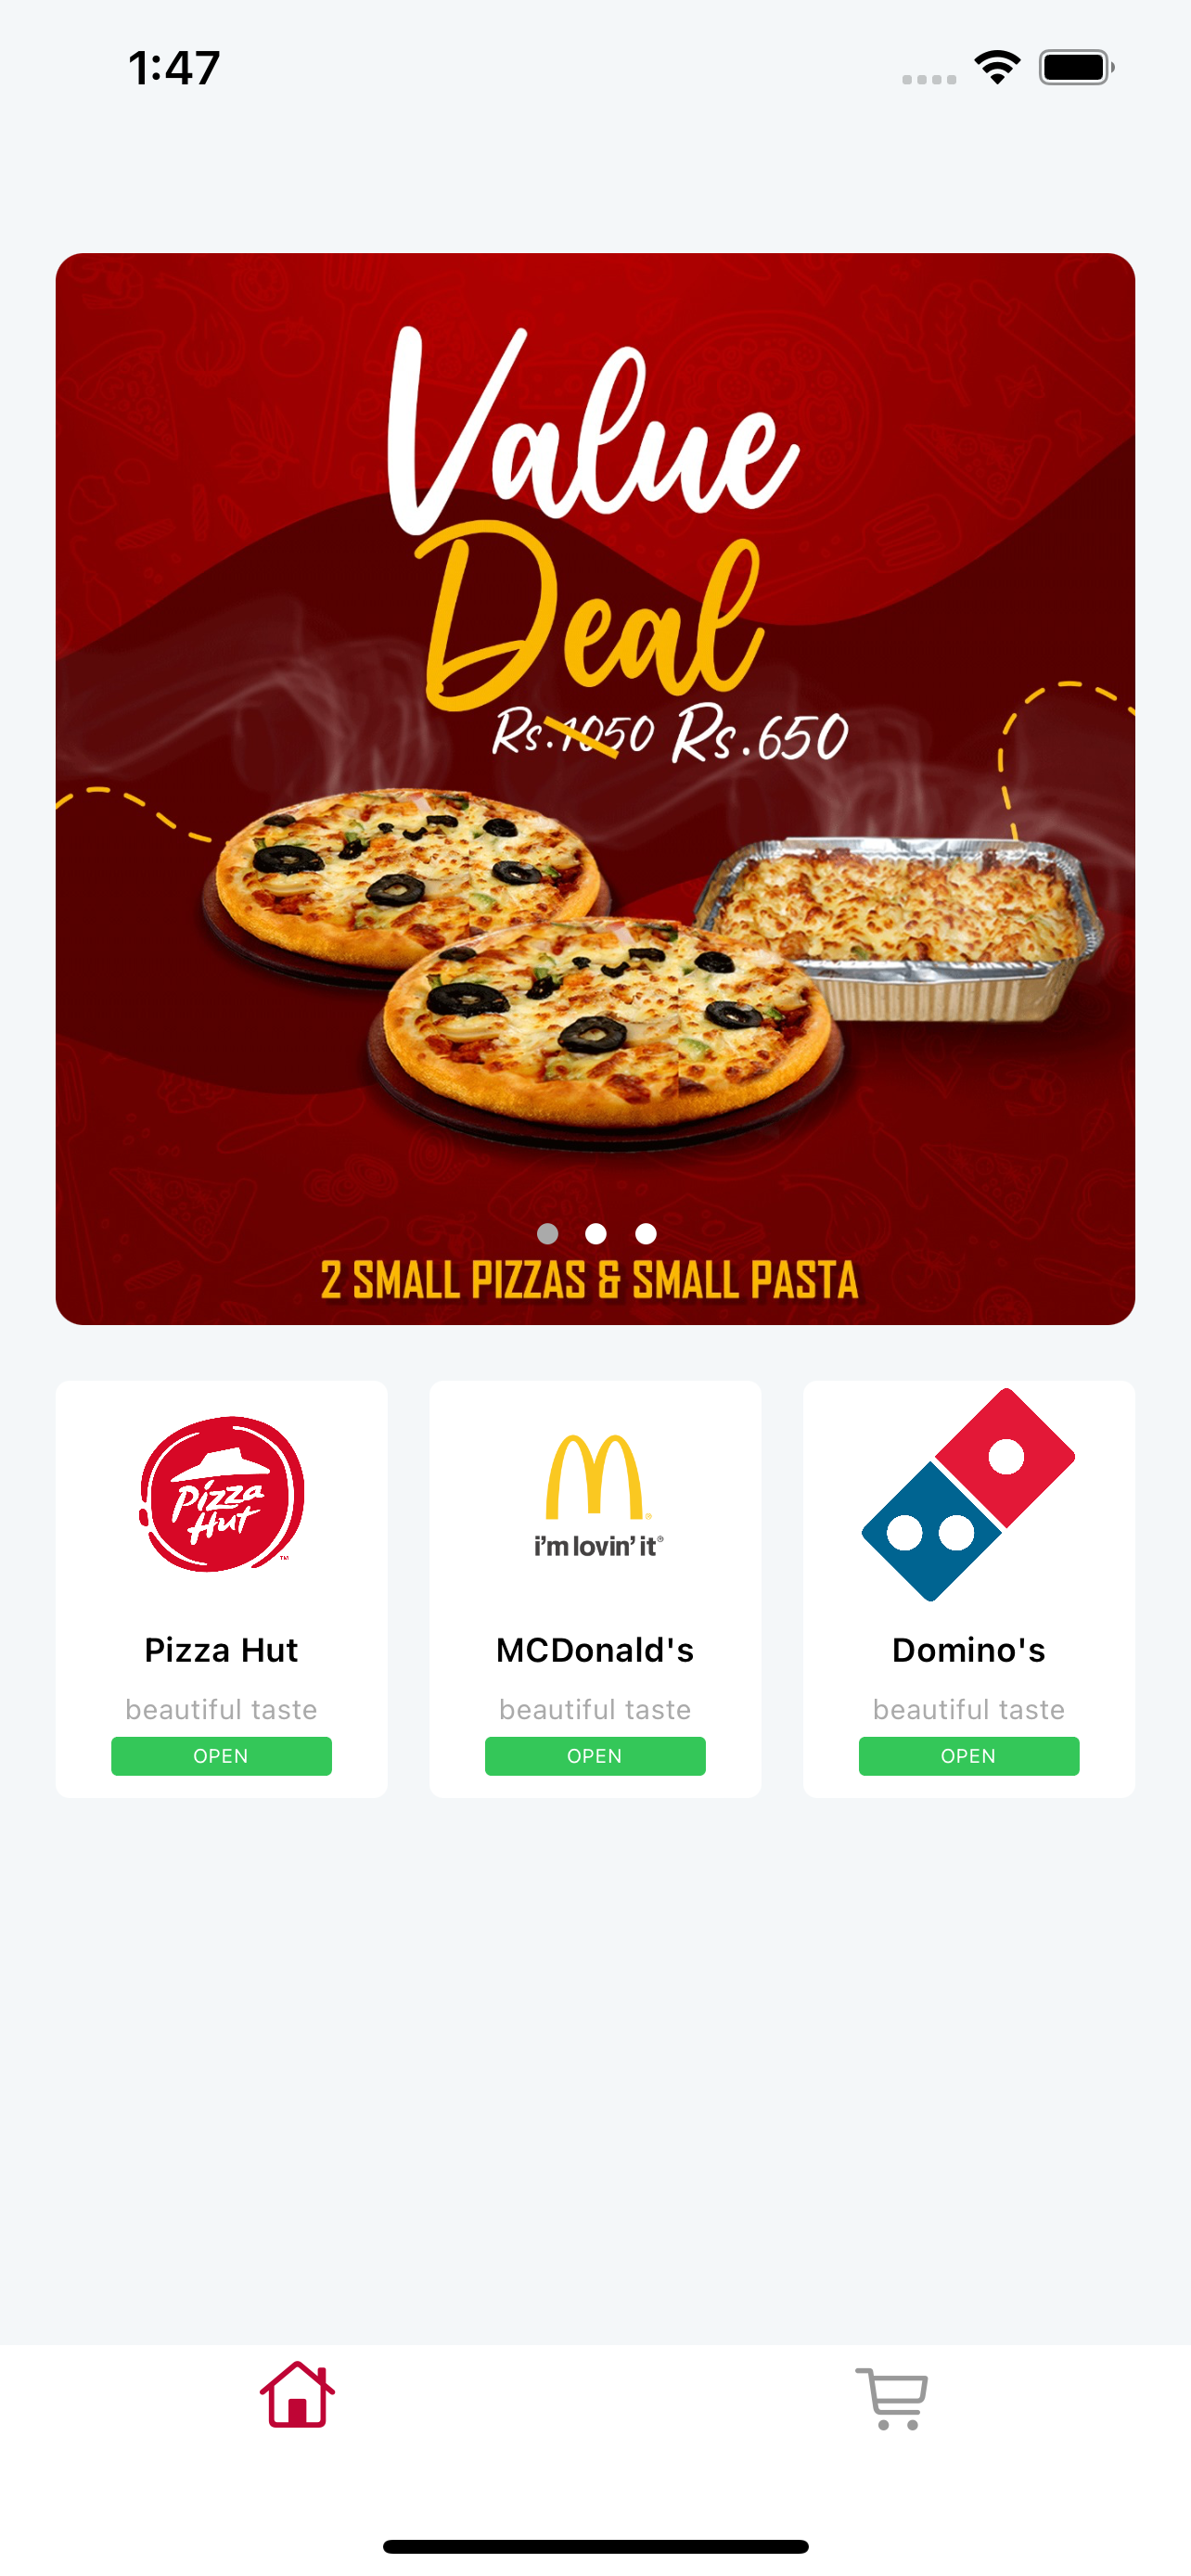 1:47
Value
Deal
Rs.1050 Rs.650
2 SMALL PIZZAS & SMALL PASTA
Pizza
Hut
TM
i'm lovin' it®
Pizza Hut
MCDonald's
Domino's
beautiful taste
beautiful taste
beautiful taste
OPEN
OPEN
OPEN